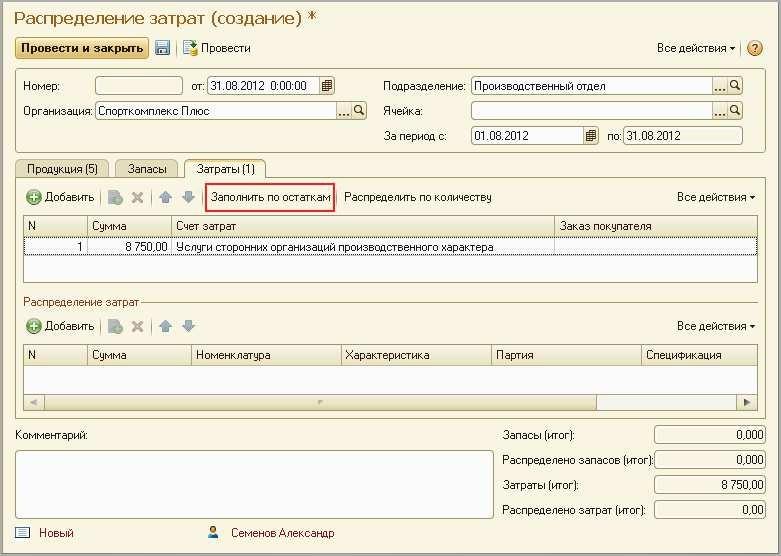 Распределение затрат (создание) *
Провести и закрыть Провести Все действия ?
Номер: от: 31.08.2012 0:00:00 Подразделение: Производственный отдел ... 
Организация: Спорткомплекс Плюс ... Ячейка: ...
За период с: 01.08.2012 по: 31.08.2012
Продукция (5) Запасы Затраты (1)
Добавить Заполнить по остаткам Распределить по количеству Все действия
N Сумма Счет затрат Заказ покупателя
1 8 750,00 Услуги сторонних организаций производственного характера
Распределение затрат
Добавить Все действия
N Сумма Номенклатура Характеристика Партия Спецификация
Комментарий: Запасы (итог): 0,000
Распределено запасов (итог): 0,000
Затраты (итог): 8 750,00
Распределено затрат (итог): 0,00
Новый Семенов Александр